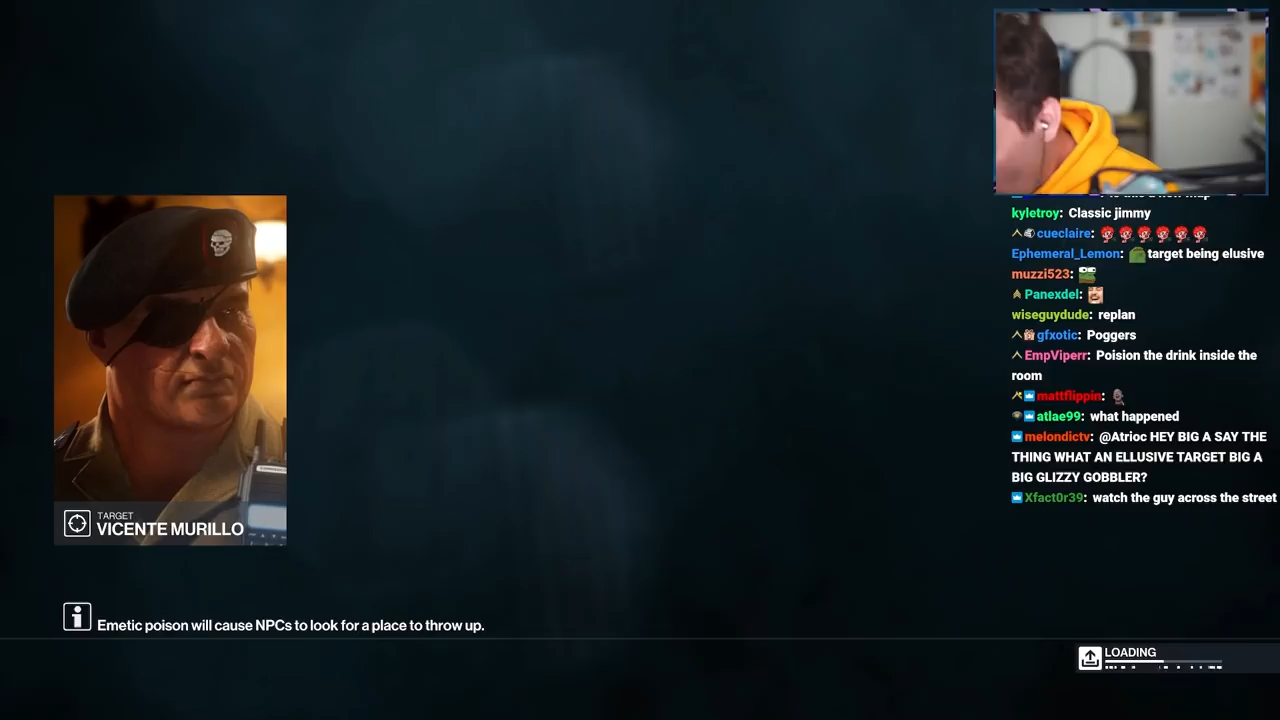 kyletroy: Classic jimmy
cueclaire:
Ephemeral_Lemon: target being elusive
muzzi523:
Panexdel:
wiseguydude: replan
gfxotic: Poggers
EmpViperr: Poision the drink inside the
room
mattflippin:
atlae99: what happened
melondictv: @Atrioc HEY BIG A SAY THE
THING WHAT AN ELLUSIVE TARGET BIG A
BIG GLIZZY GOBBLER?
Xfact0r39: watch the guy across the street
TARGET
VICENTE MURILLO
Emetic poison will cause NPCs to look for a place to throw up.
LOADING